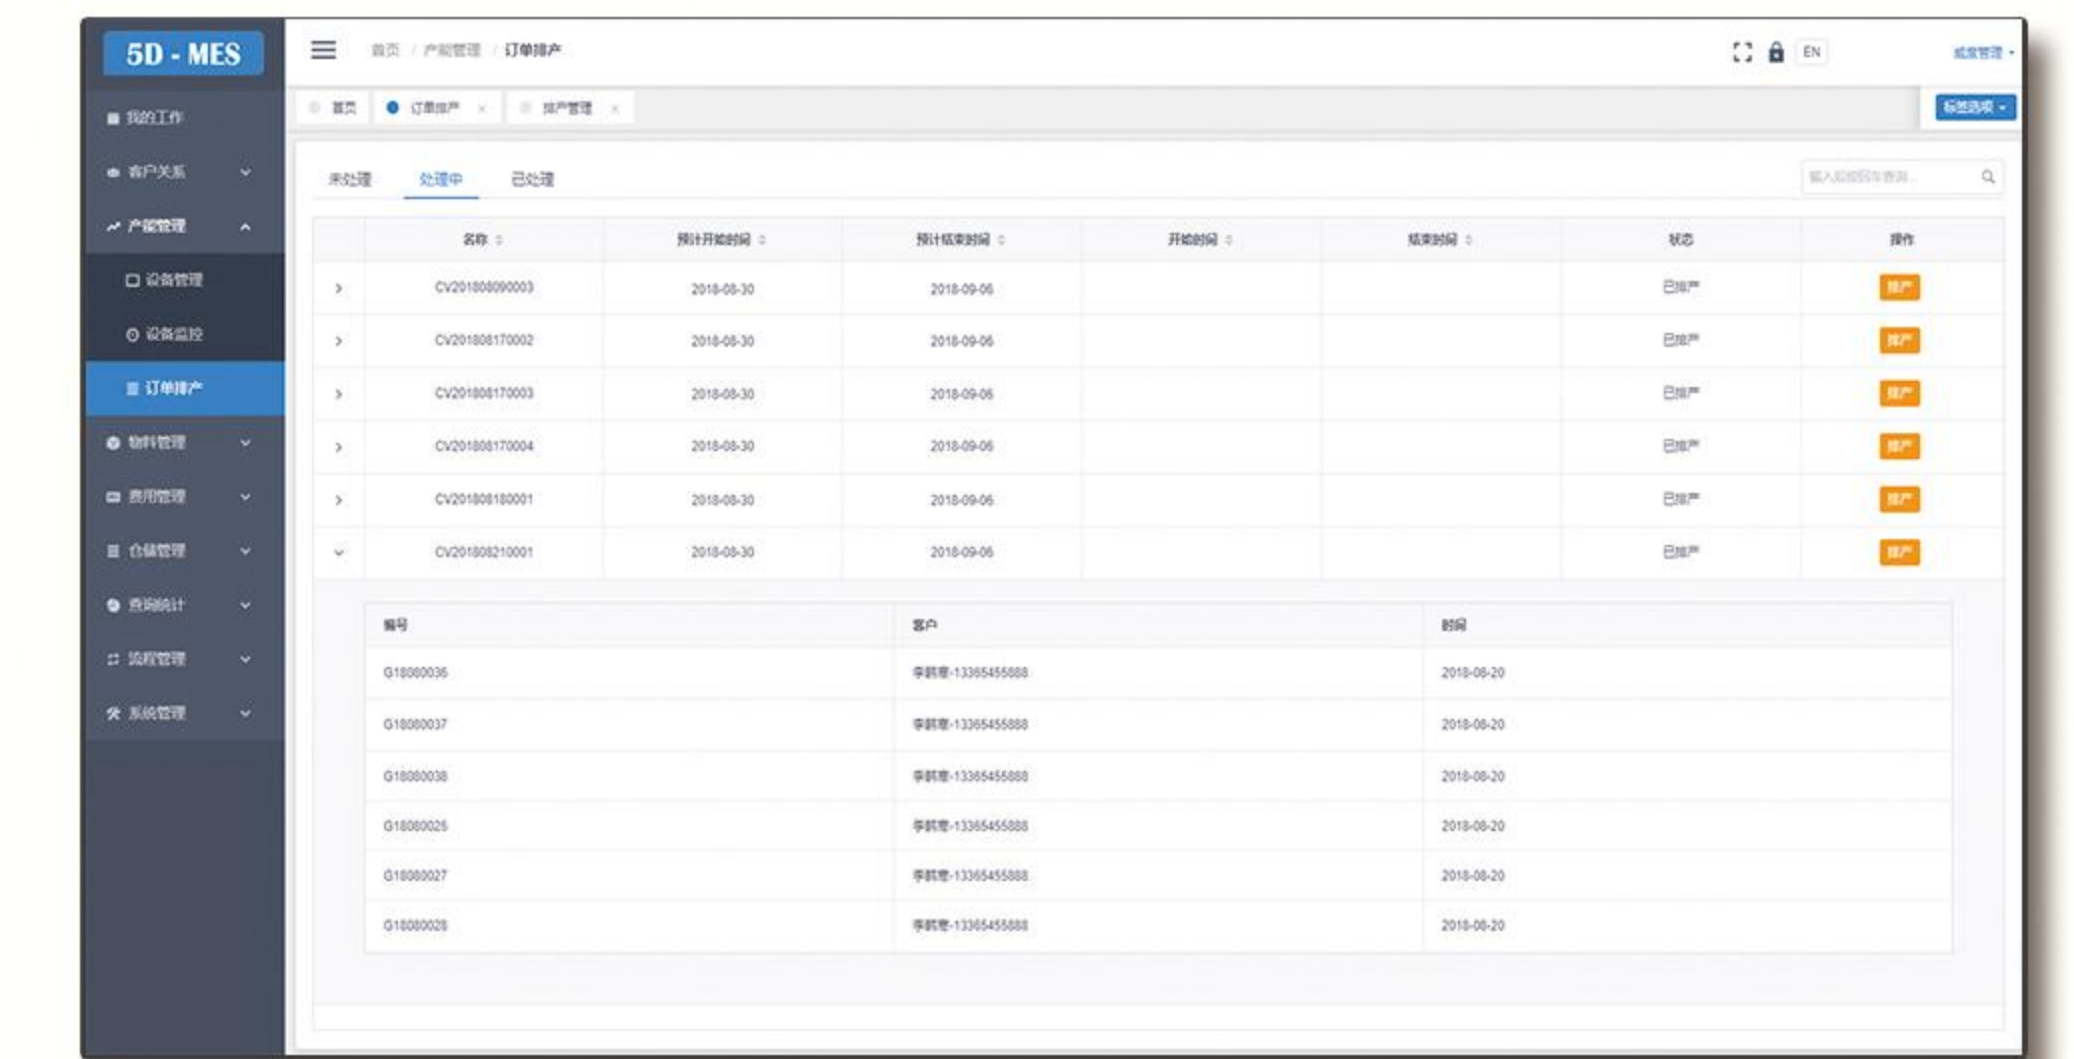 5D - MES
首页 / 产能管理 / 订单排产
EN
首页 订单排产 × 排产管理 ×
标签选项
我的工作
客户关系
产能管理
设备管理
设备监控
订单排产
物料管理
费用管理
仓储管理
查询统计
流程管理
系统管理
未处理 处理中 已处理
名称 预计开始时间 预计结束时间 开始时间 结束时间 状态 操作
CV201808090003 2018-08-30 2018-09-06 已排产 排产
CV201808170002 2018-08-30 2018-09-06 已排产 排产
CV201808170003 2018-08-30 2018-09-06 已排产 排产
CV201808170004 2018-08-30 2018-09-06 已排产 排产
CV201808180001 2018-08-30 2018-09-06 已排产 排产
CV201808210001 2018-08-30 2018-09-06 已排产 排产
编号 客户 时间
G18080036 -13365455888 2018-08-20
G18080037 -13365455888 2018-08-20
G18080038 -13365455888 2018-08-20
-13365455888 2018-08-20
G18080027 -13365455888 2018-08-20
G18080028 -13365455888 2018-08-20